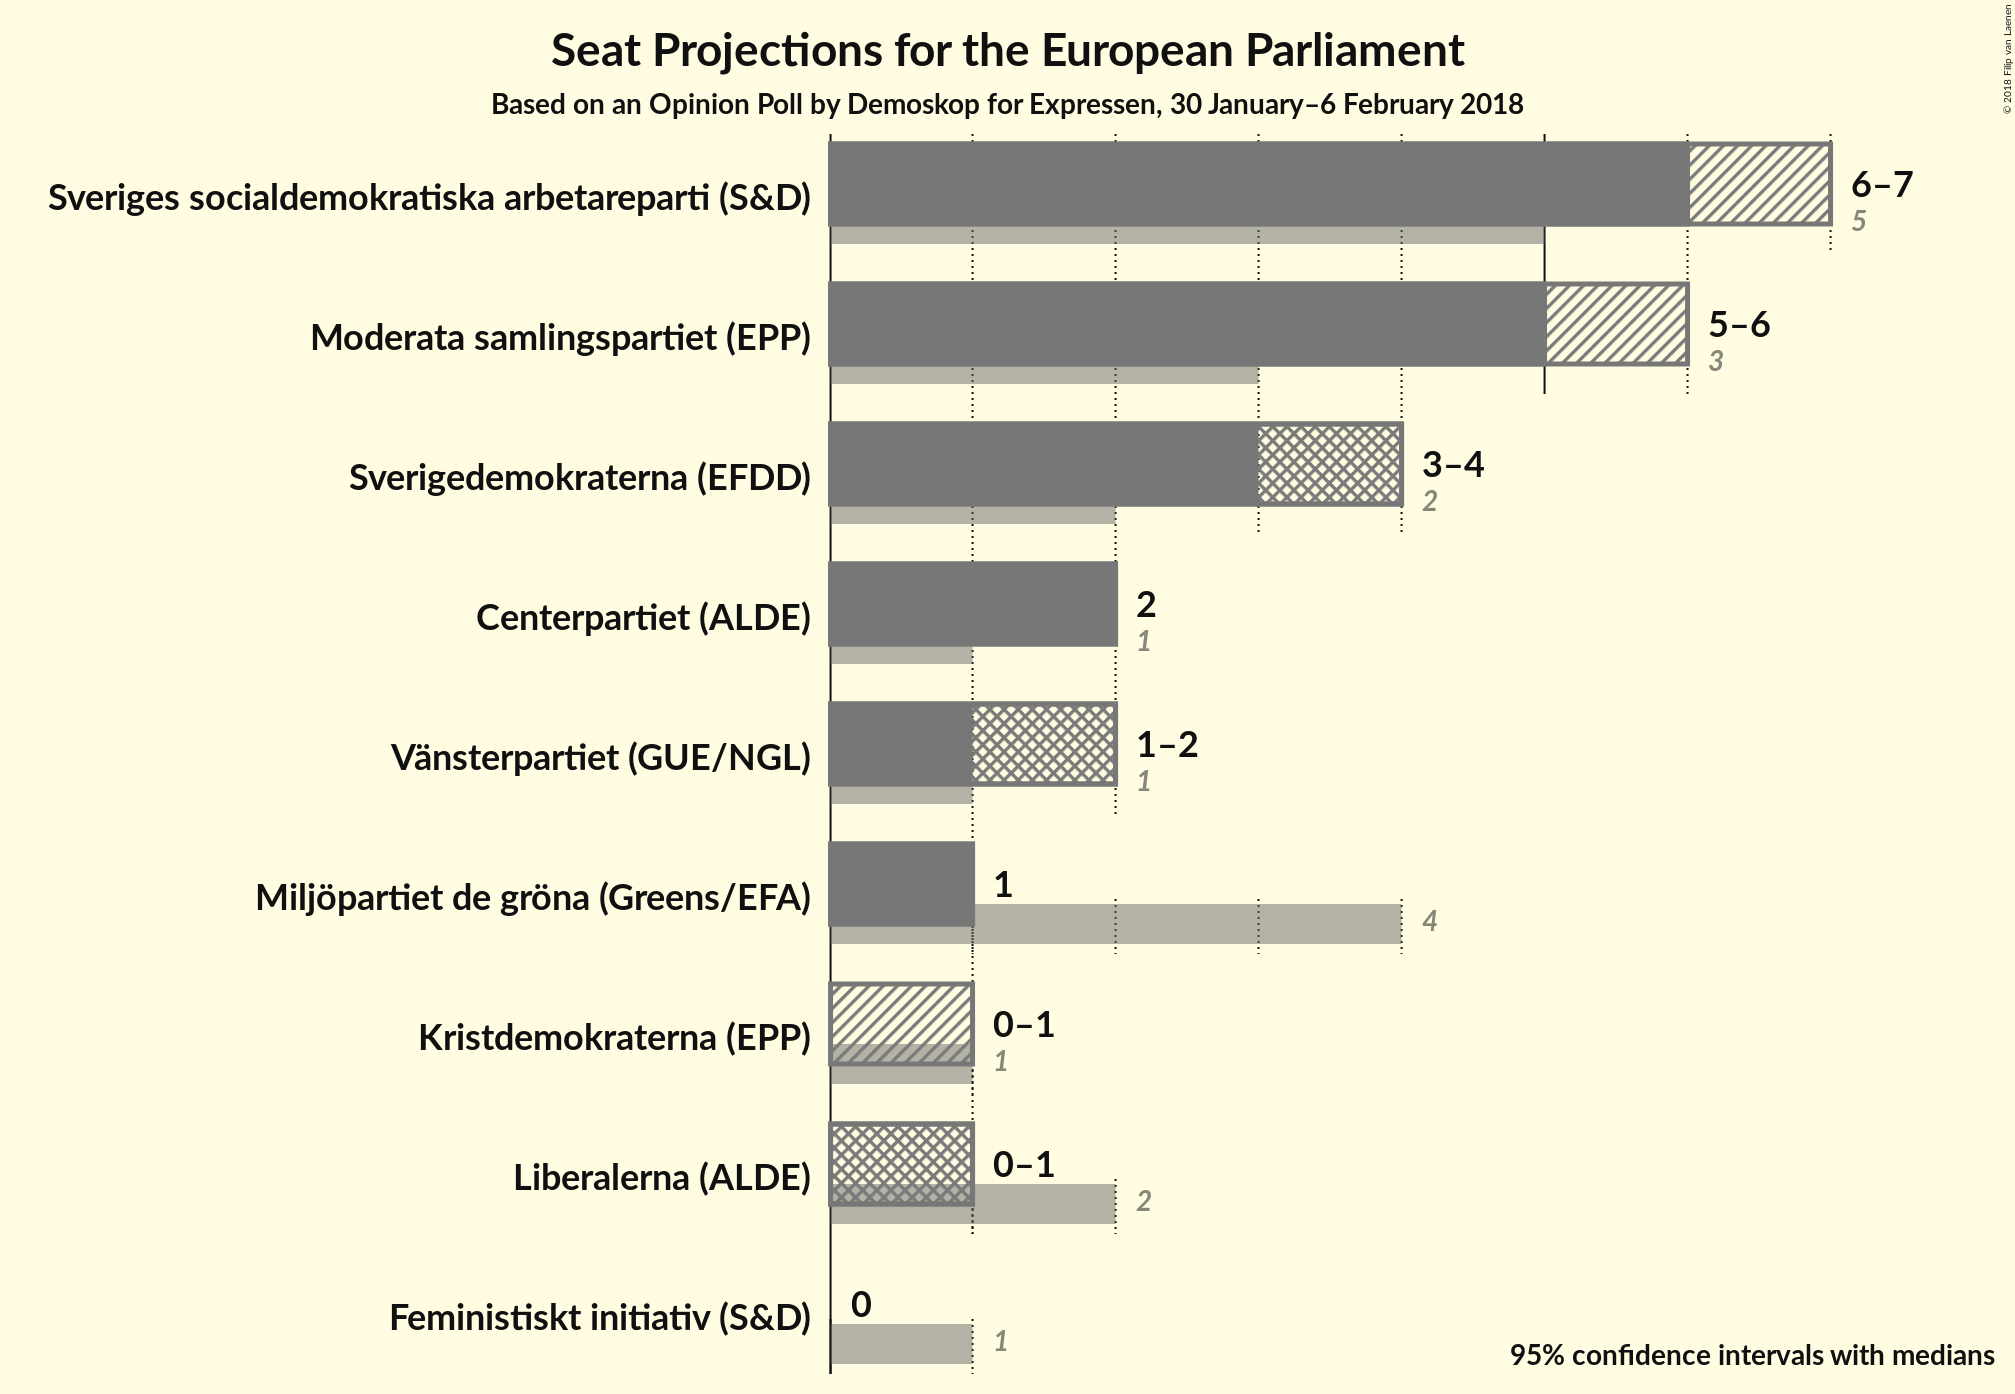 Seat Projections for the European Parliament
Based on an Opinion Poll by Demoskop for Expressen, 30 January–6 February 2018
© 2018 Filip van Laenen
Sveriges socialdemokratiska arbetareparti (S&D)
6–7
5
Moderata samlingspartiet (EPP)
5–6
3
Sverigedemokraterna (EFDD)
3–4
2
Centerpartiet (ALDE)
2
1
Vänsterpartiet (GUE/NGL)
1–2
1
Miljöpartiet de gröna (Greens/EFA)
1
4
Kristdemokraterna (EPP)
0–1
1
Liberalerna (ALDE)
0–1
2
Feministiskt initiativ (S&D)
0
1
95% confidence intervals with medians